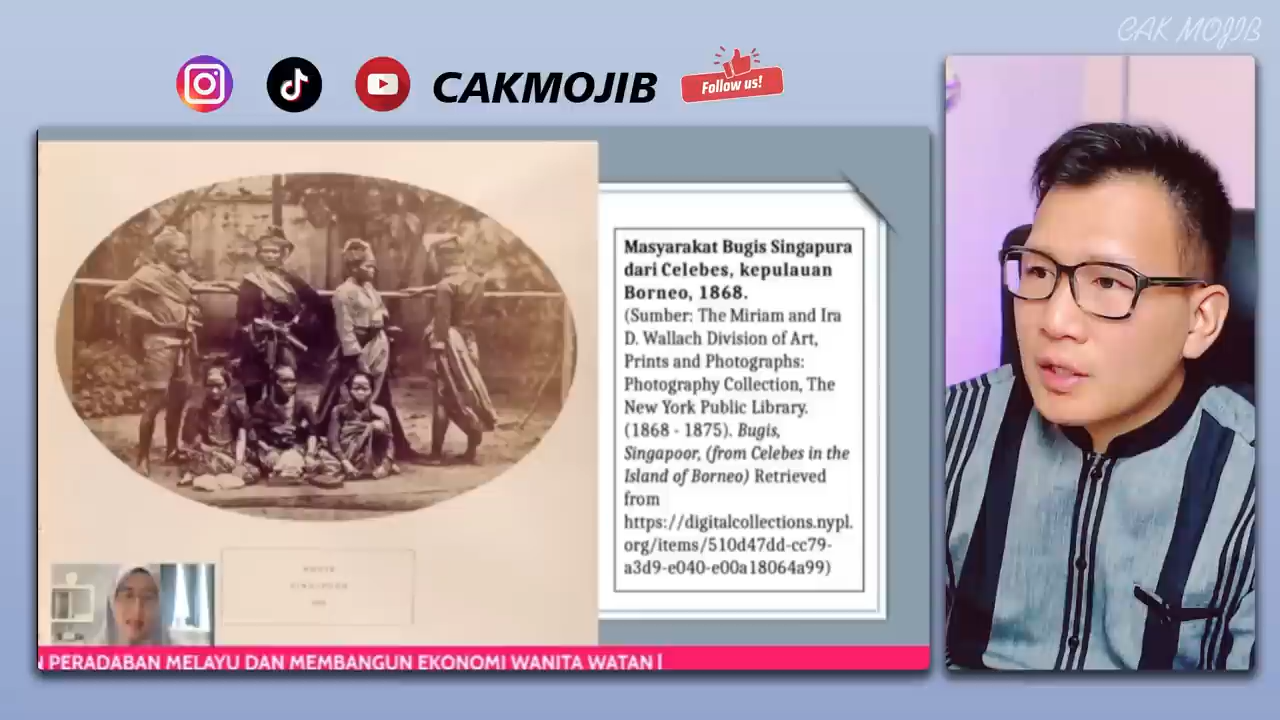 CAK MOJIB
CAKMOJIB
Follow us!
Masyarakat Bugis Singapura
dari Celebes, kepulauan
Borneo, 1868.
(Sumber: The Miriam and Ira
D. Wallach Division of Art,
Prints and Photographs:
Photography Collection, The
New York Public Library.
(1868 - 1875). Bugis,
Singapoor, (from Celebes in the
Island of Borneo) Retrieved
from
https://digitalcollections.nypl.
org/items/510d47dd-cc79-
a3d9-e040-e00a18064a99)
PERADABAN MELAYU DAN MEMBANGUN EKONOMI WANITA WATAN |